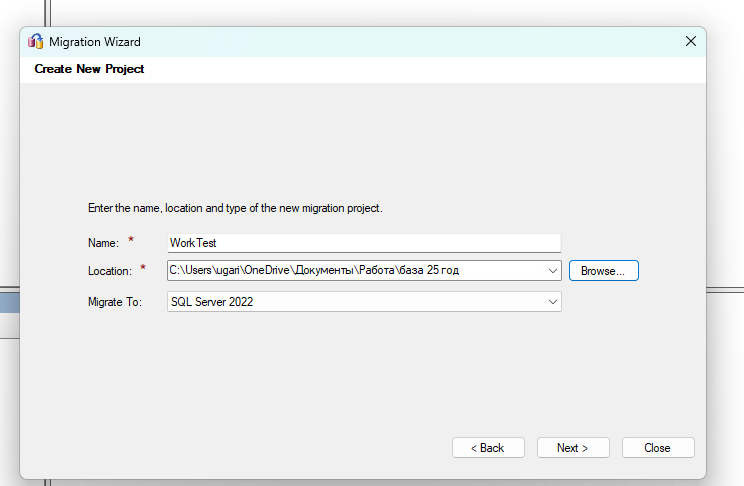 Migration Wizard
Create New Project
Enter the name, location and type of the new migration project.
Name: * WorkTest
Location: * C:\Users\ugari\OneDrive\Документы\Работа\база 25 год Browse...
Migrate To: SQL Server 2022
< Back Next > Close